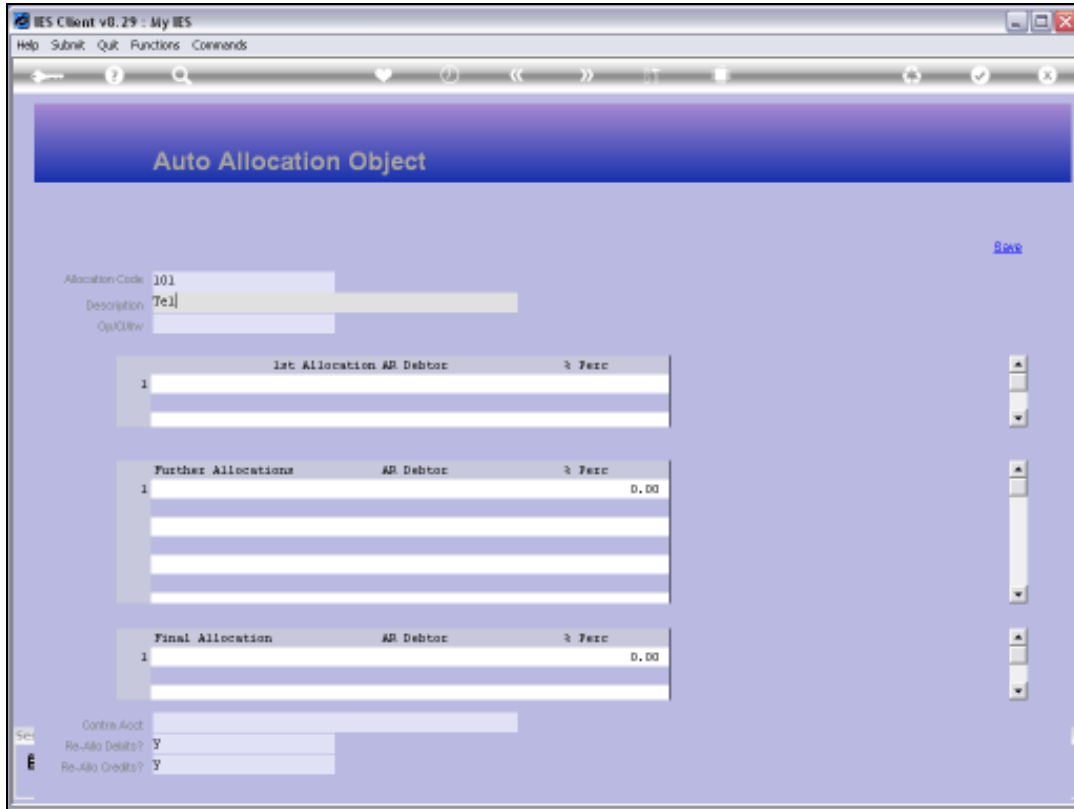 IES Client v8.29 : My IES
Help Submit Quit Functions Commands
Auto Allocation Object
Save
Allocation Code 101
Description Tel
Op/Cl/Inv
1st Allocation AR Debtor % Perc
1
Further Allocations AR Debtor % Perc
1 0.00
Final Allocation AR Debtor % Perc
1 0.00
Contra Acct
Re-Allo Debits? Y
Re-Allo Credits? Y